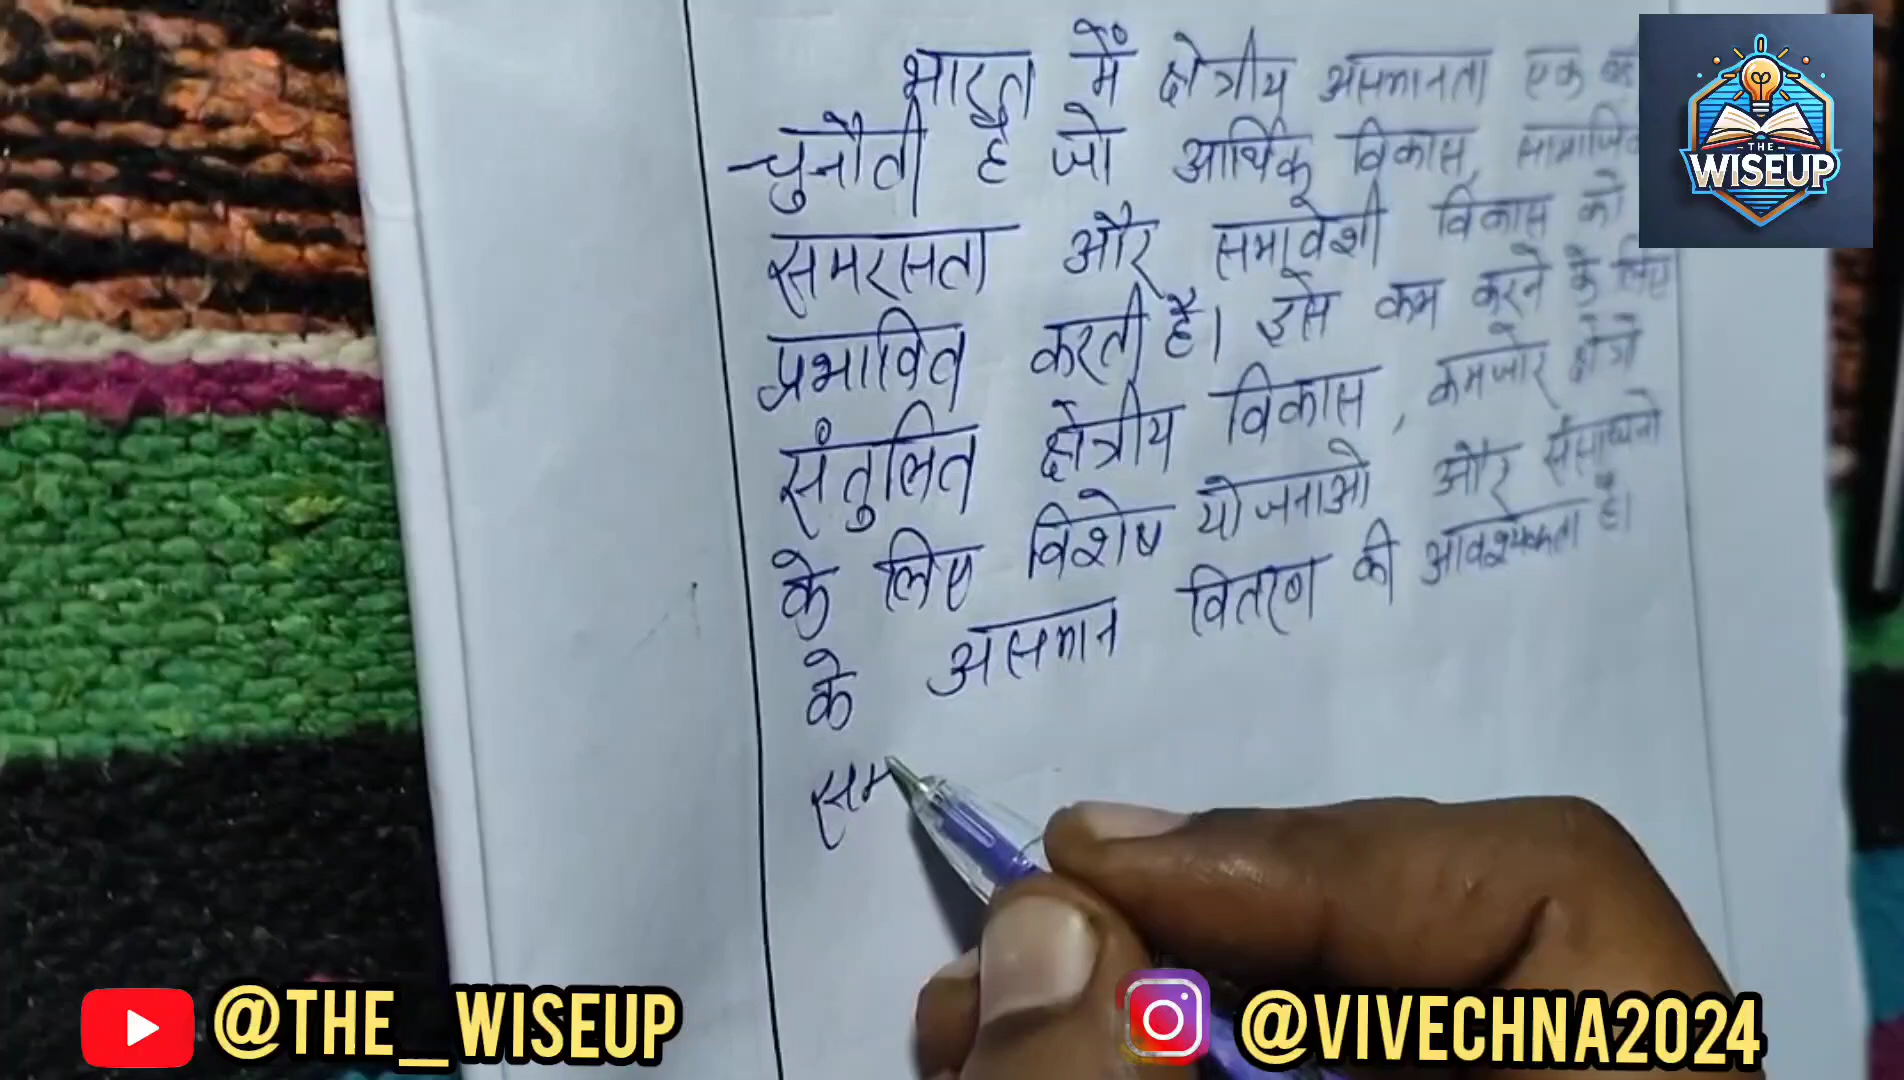 भारत में क्षेत्रीय असमानता एक
चुनौती है जो आर्थिक विकास, सामाजिक
समरसता और समावेशी विकास को
प्रभावित करती है। इसे कम करने के लिए
संतुलित क्षेत्रीय विकास, कमजोर क्षेत्रो
के लिए विशेष योजनाओ और संसाधनो
के असमान वितरण की आवश्यकता है।
सम
THE
WISEUP
@THE_WISEUP
@VIVECHNA2024